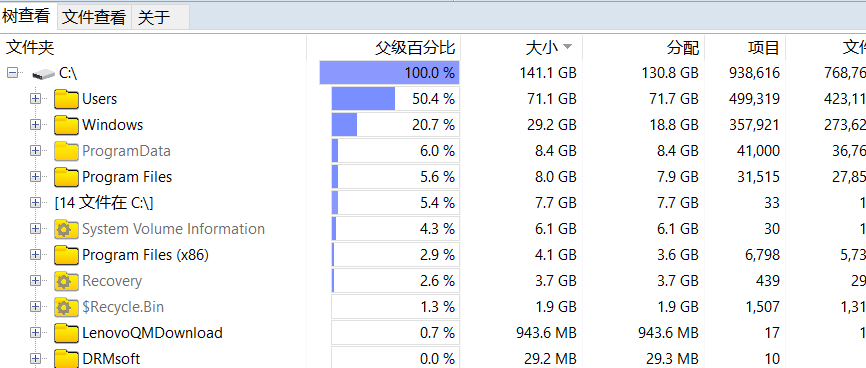 树查看 文件查看 关于
文件夹 父级百分比 大小 分配 项目 文件
C:\ 100.0 % 141.1 GB 130.8 GB 938,616 768,76
Users 50.4 % 71.1 GB 71.7 GB 499,319 423,11
Windows 20.7 % 29.2 GB 18.8 GB 357,921 273,62
ProgramData 6.0 % 8.4 GB 8.4 GB 41,000 36,76
Program Files 5.6 % 8.0 GB 7.9 GB 31,515 27,85
[14 文件在 C:\] 5.4 % 7.7 GB 7.7 GB 33 1
System Volume Information 4.3 % 6.1 GB 6.1 GB 30 1
Program Files (x86) 2.9 % 4.1 GB 3.6 GB 6,798 5,73
Recovery 2.6 % 3.7 GB 3.7 GB 439 29
$Recycle.Bin 1.3 % 1.9 GB 1.9 GB 1,507 1,31
LenovoQMDownload 0.7 % 943.6 MB 943.6 MB 17 1
DRMsoft 0.0 % 29.2 MB 29.3 MB 10